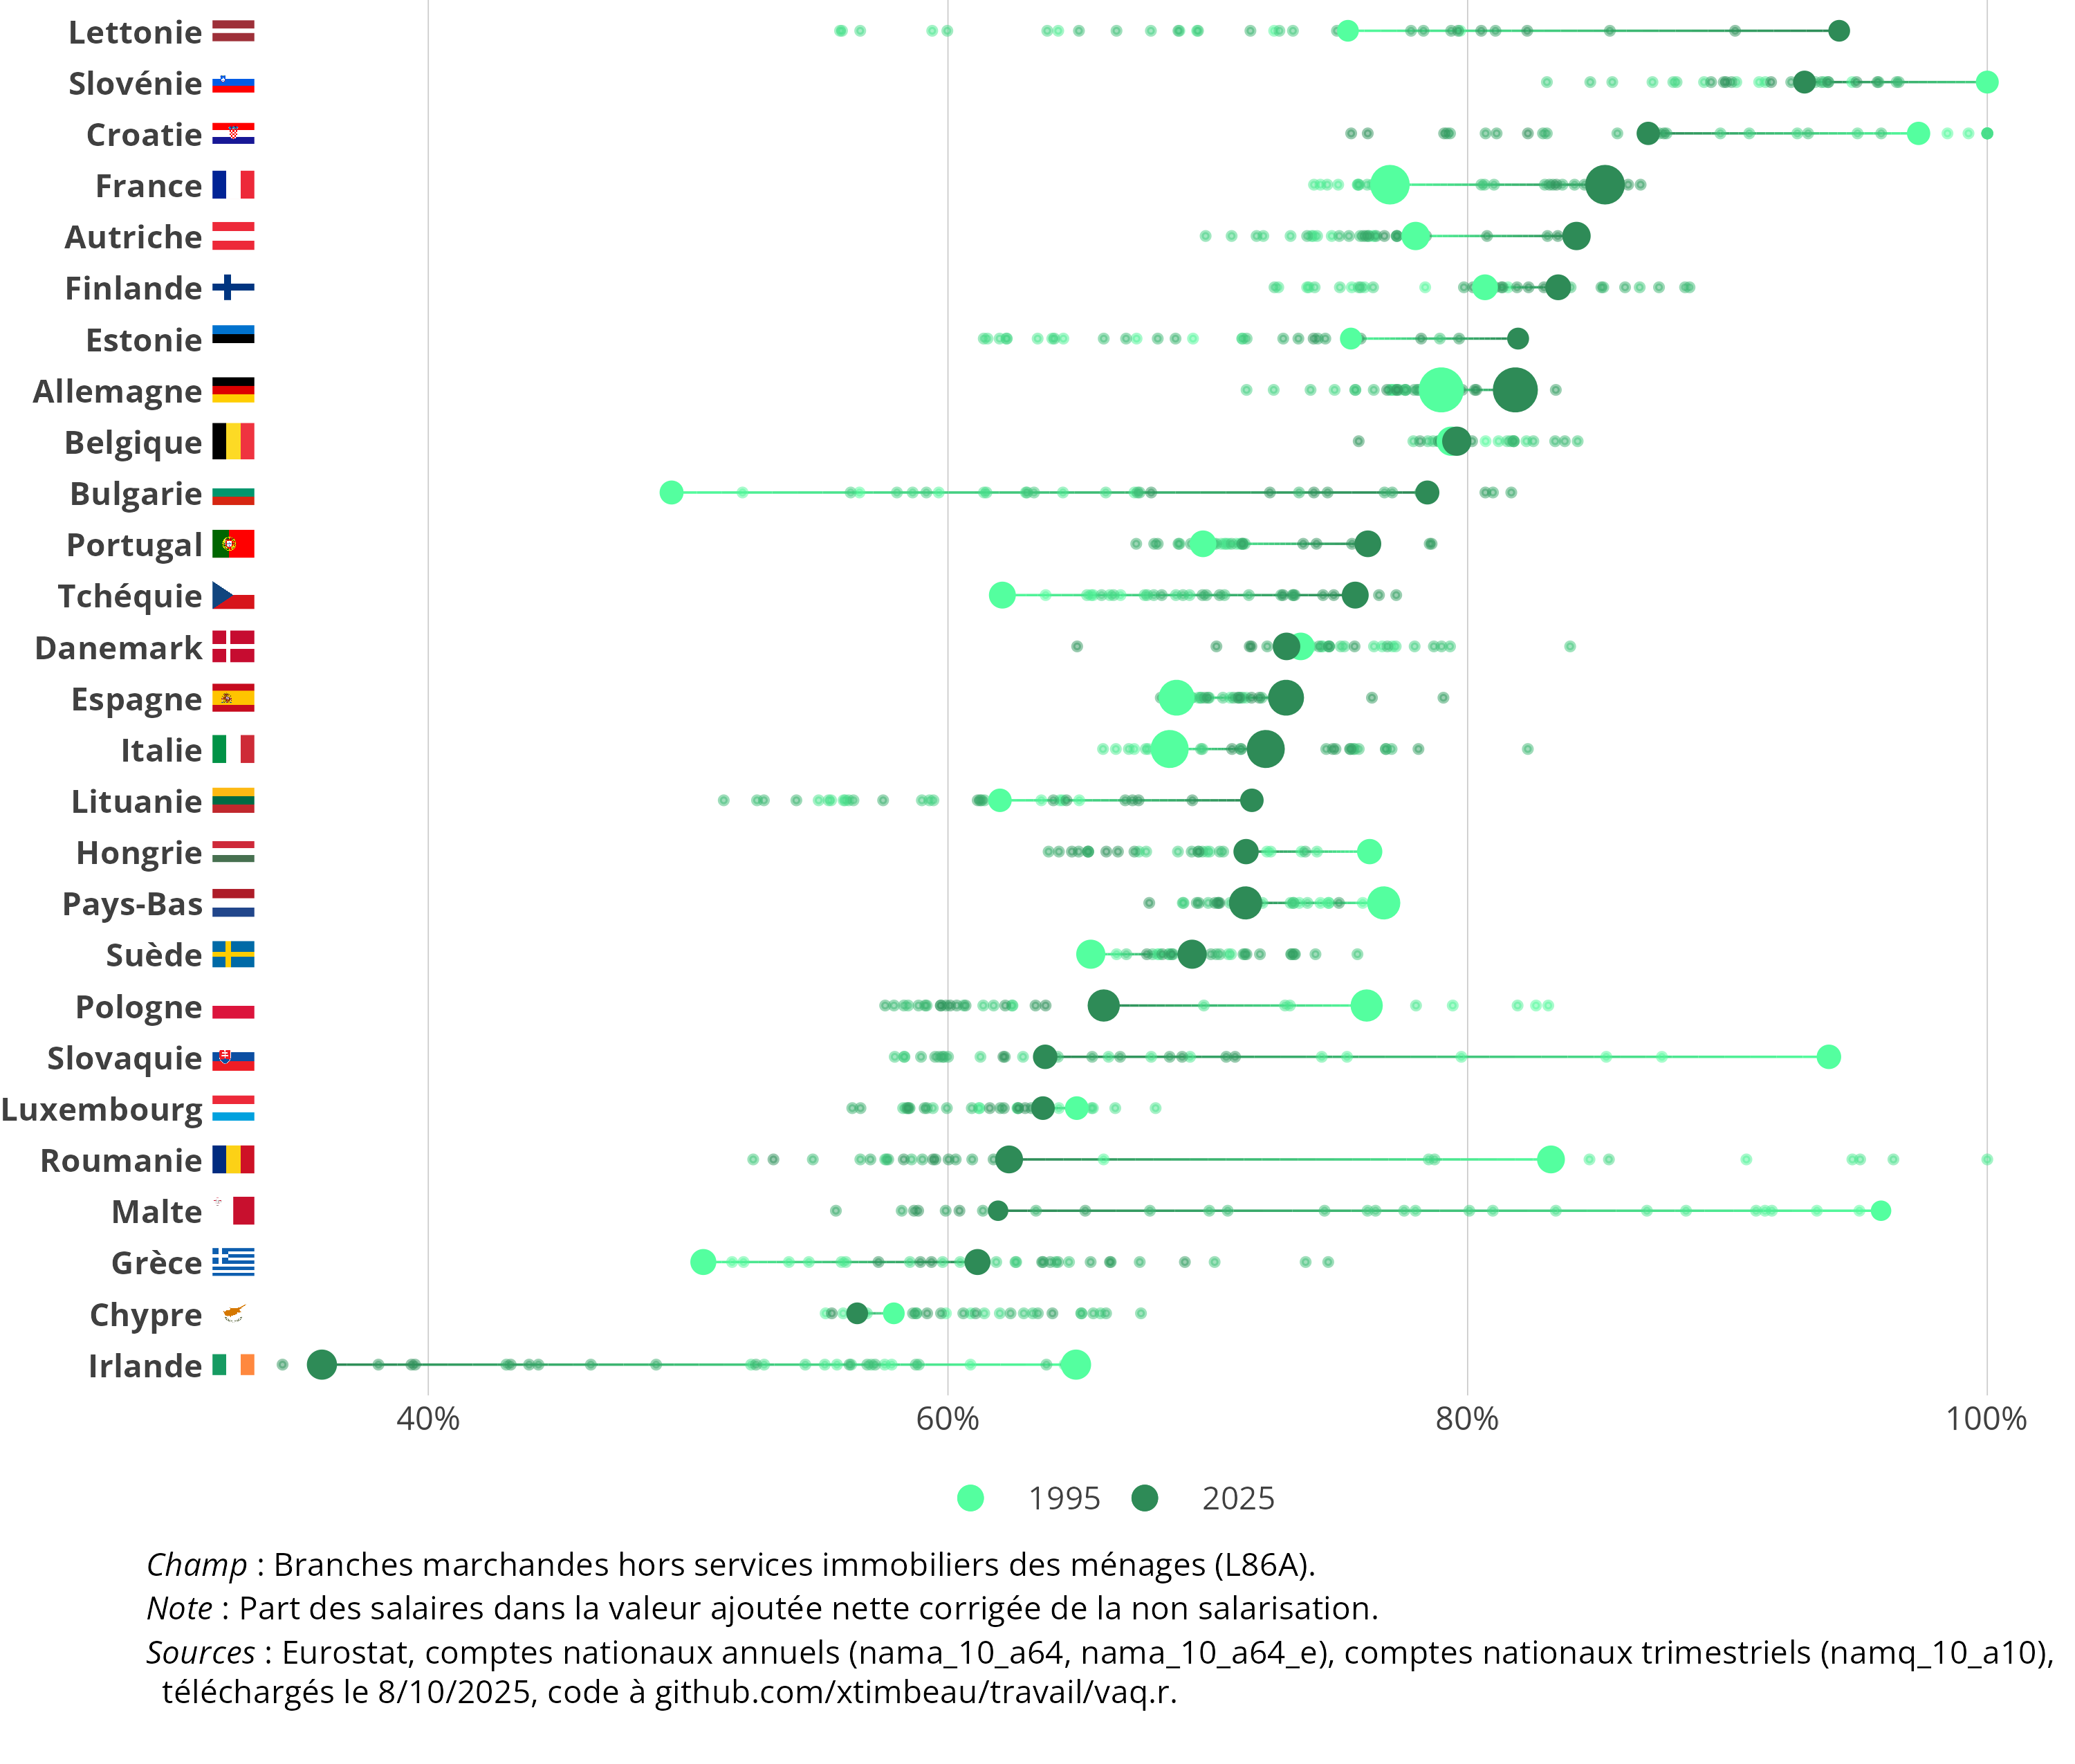 Lettonie
Slovénie
Croatie
France
Autriche
Finlande
Estonie
Allemagne
Belgique
Bulgarie
Portugal
Tchéquie
Danemark
Espagne
Italie
Lituanie
Hongrie
Pays-Bas
Suède
Pologne
Slovaquie
Luxembourg
Roumanie
Malte
Grèce
Chypre
Irlande
40% 60% 80% 100%
1995 2025
Champ : Branches marchandes hors services immobiliers des ménages (L86A).
Note : Part des salaires dans la valeur ajoutée nette corrigée de la non salarisation.
Sources : Eurostat, comptes nationaux annuels (nama_10_a64, nama_10_a64_e), comptes nationaux trimestriels (namq_10_a10),
téléchargés le 8/10/2025, code à github.com/xtimbeau/travail/vaq.r.